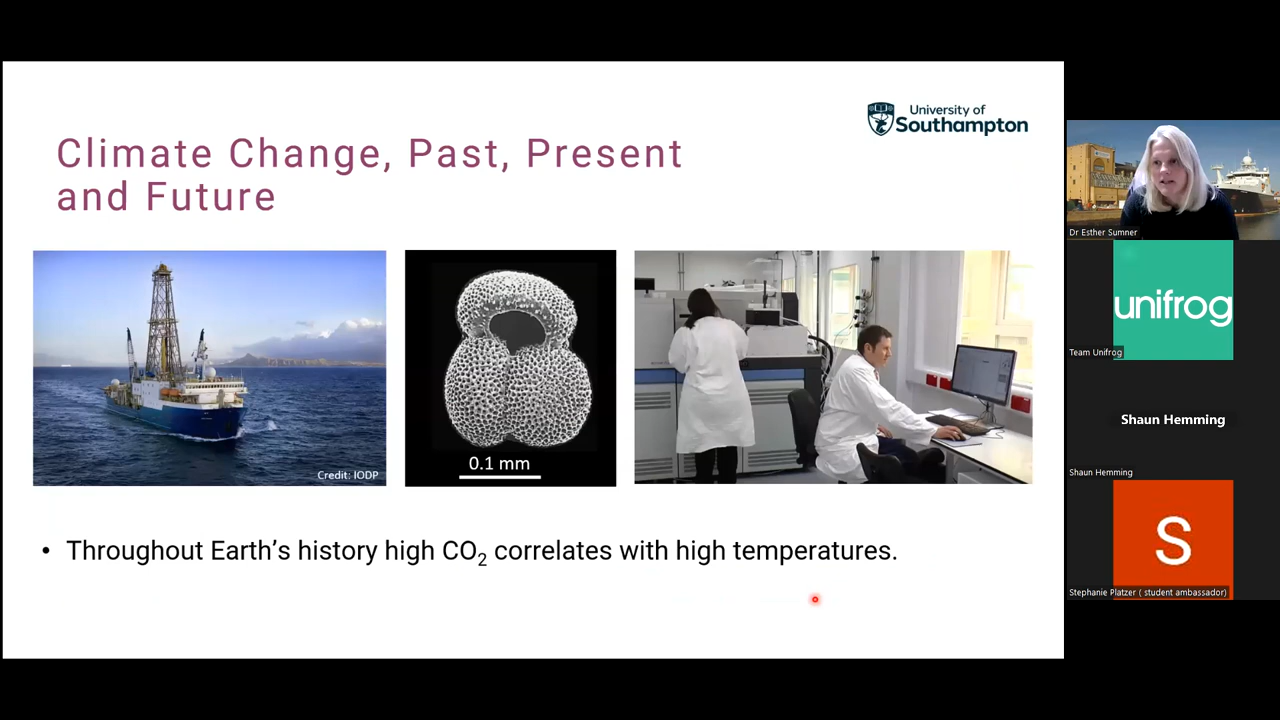 University of
Southampton
Climate Change, Past, Present
and Future
Credit: IODP
0.1 mm
• Throughout Earth’s history high CO₂ correlates with high temperatures.
Dr Esther Sumner
unifrog
Team Unifrog
Shaun Hemming
Shaun Hemming
S
Stephanie Platzer ( student ambassador)